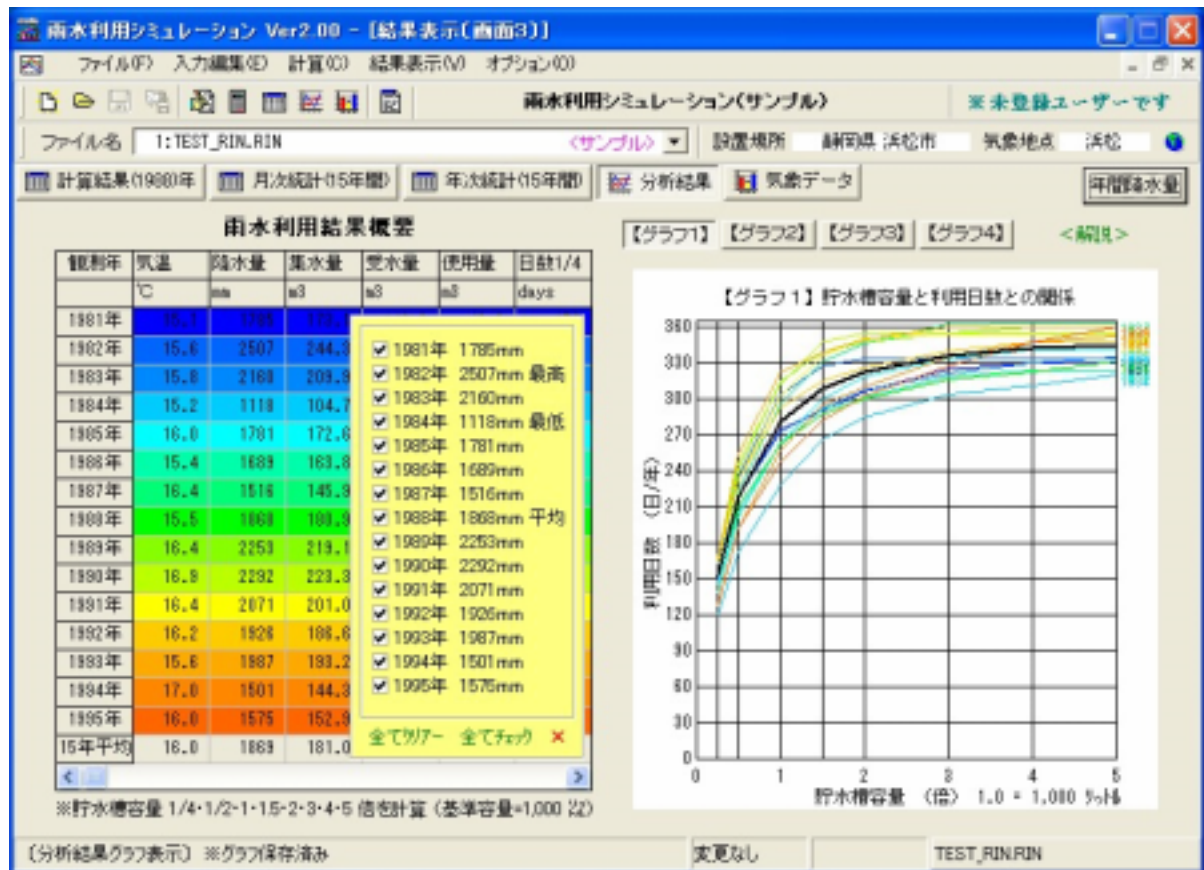 雨水利用シミュレーション Ver2.00 - [結果表示(画面3)]
ファイル(F) 入力編集(E) 計算(C) 結果表示(V) オプション(O)
雨水利用シミュレーション(サンプル) ※未登録ユーザーです
ファイル名 1:TEST_RIN.RIN <サンプル> 設置場所 静岡県 浜松市 気象地点 浜松
計算結果(1988)年 月次統計(15年間) 年次統計(15年間) 分析結果 気象データ 年間降水量
雨水利用結果概要
【グラフ1】 【グラフ2】 【グラフ3】 【グラフ4】 <解説>
観測年 気温 降水量 集水量 受水量 使用量 日数1/4
℃ mm m3 m3 m3 days
1981年 15.1 1785 173.
1982年 15.6 2507 244.3
1983年 15.8 2160 209.9
1984年 15.2 1118 104.7
1985年 16.0 1781 172.6
1986年 15.4 1689 163.8
1987年 16.4 1516 145.9
1988年 15.5 1868 180.9
1989年 16.4 2253 219.1
1990年 16.9 2292 223.3
1991年 16.4 2071 201.0
1992年 16.2 1926 186.6
1993年 15.6 1987 193.2
1994年 17.0 1501 144.3
1995年 16.0 1575 152.9
15年平均 16.0 1869 181.0
1981年 1785mm
1982年 2507mm 最高
1983年 2160mm
1984年 1118mm 最低
1985年 1781mm
1986年 1689mm
1987年 1516mm
1988年 1868mm 平均
1989年 2253mm
1990年 2292mm
1991年 2071mm
1992年 1926mm
1993年 1987mm
1994年 1501mm
1995年 1575mm
全てクリアー 全てチェック ×
※貯水槽容量 1/4・1/2・1・1.5・2・3・4・5 倍を計算 (基準容量=1,000 ㍑)
【グラフ1】貯水槽容量と利用日数との関係
利用日数 (日/年)
360
330
300
270
240
210
180
150
120
90
60
30
0
0 1 2 3 4 5
貯水槽容量 (倍) 1.0 = 1,000 リットル
[分析結果グラフ表示] ※グラフ保存済み 変更なし TEST_RIN.RIN